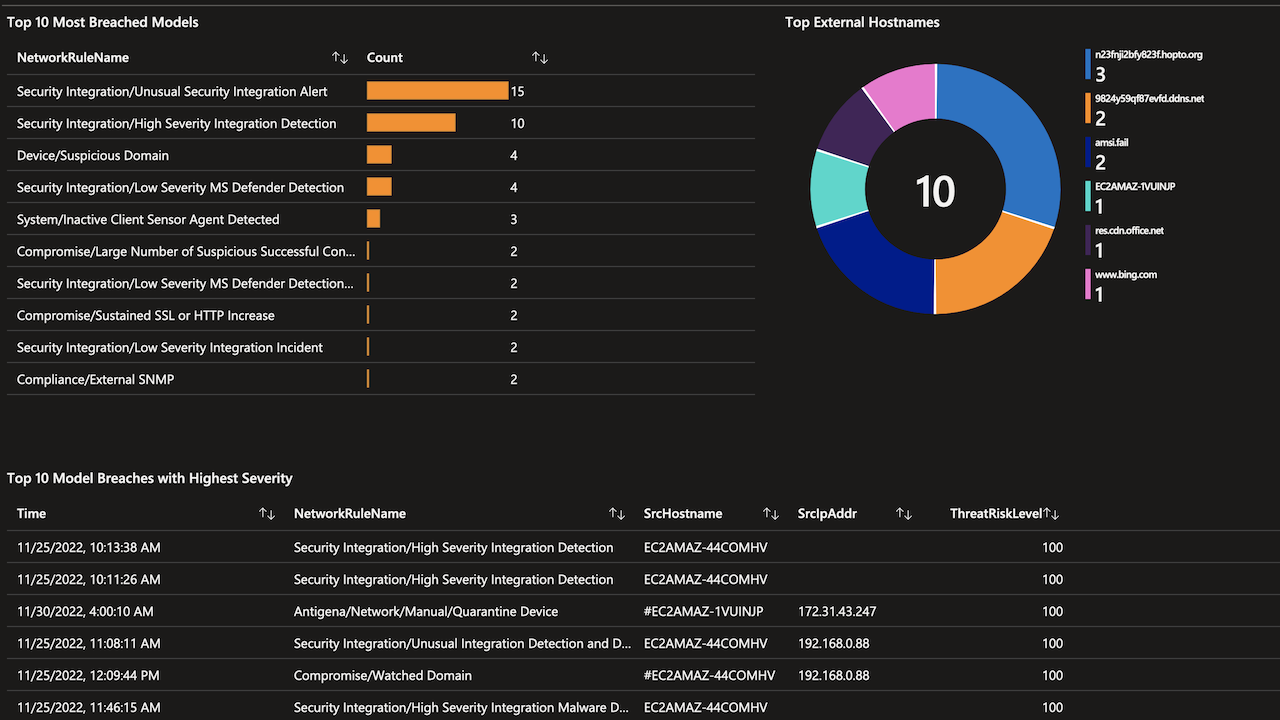 Top 10 Most Breached Models
NetworkRuleName Count
Security Integration/Unusual Security Integration Alert 15
Security Integration/High Severity Integration Detection 10
Device/Suspicious Domain 4
Security Integration/Low Severity MS Defender Detection 4
System/Inactive Client Sensor Agent Detected 3
Compromise/Large Number of Suspicious Successful Con... 2
Security Integration/Low Severity MS Defender Detection... 2
Compromise/Sustained SSL or HTTP Increase 2
Security Integration/Low Severity Integration Incident 2
Compliance/External SNMP 2
Top External Hostnames
10
n23fnji2bfy823f.hopto.org
3
9824y59qf87evfd.ddns.net
2
amsi.fail
2
EC2AMAZ-1VUINJP
1
res.cdn.office.net
1
www.bing.com
1
Top 10 Model Breaches with Highest Severity
Time NetworkRuleName SrcHostname SrcIpAddr ThreatRiskLevel
11/25/2022, 10:13:38 AM Security Integration/High Severity Integration Detection EC2AMAZ-44COMHV 100
11/25/2022, 10:11:26 AM Security Integration/High Severity Integration Detection EC2AMAZ-44COMHV 100
11/30/2022, 4:00:10 AM Antigena/Network/Manual/Quarantine Device #EC2AMAZ-1VUINJP 172.31.43.247 100
11/25/2022, 11:08:11 AM Security Integration/Unusual Integration Detection and D... EC2AMAZ-44COMHV 192.168.0.88 100
11/25/2022, 12:09:44 PM Compromise/Watched Domain #EC2AMAZ-44COMHV 192.168.0.88 100
11/25/2022, 11:46:15 AM Security Integration/High Severity Integration Malware D... EC2AMAZ-44COMHV 100